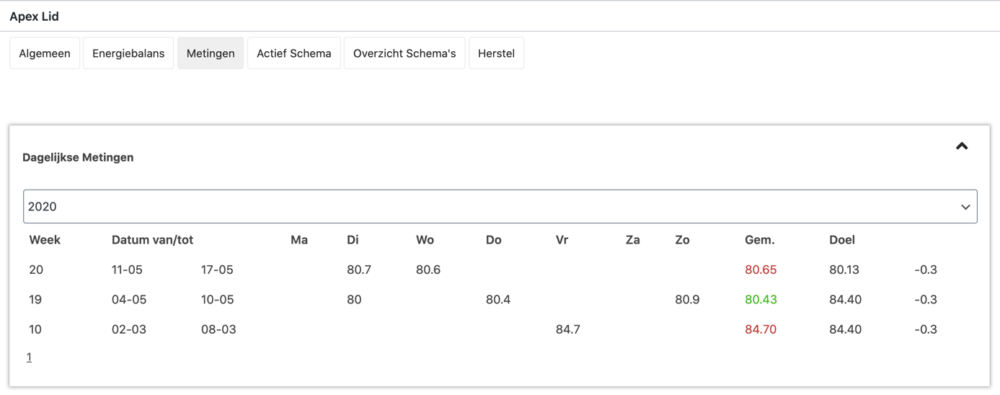 Apex Lid
Algemeen Energiebalans Metingen Actief Schema Overzicht Schema's Herstel
Dagelijkse Metingen
2020
Week Datum van/tot Ma Di Wo Do Vr Za Zo Gem. Doel
20 11-05 17-05 80.7 80.6 80.65 80.13 -0.3
19 04-05 10-05 80 80.4 80.9 80.43 84.40 -0.3
10 02-03 08-03 84.7 84.70 84.40 -0.3
1